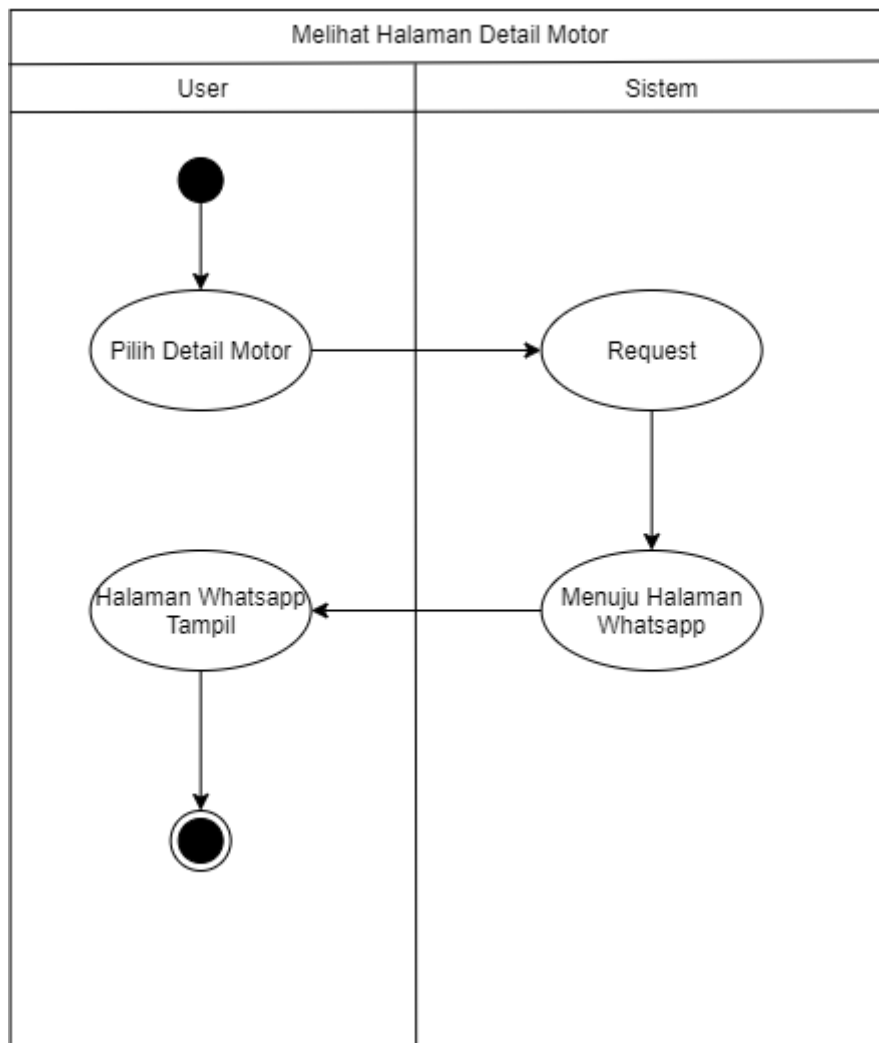 Melihat Halaman Detail Motor
User
Sistem
Pilih Detail Motor
Request
Halaman Whatsapp
Tampil
Menuju Halaman
Whatsapp